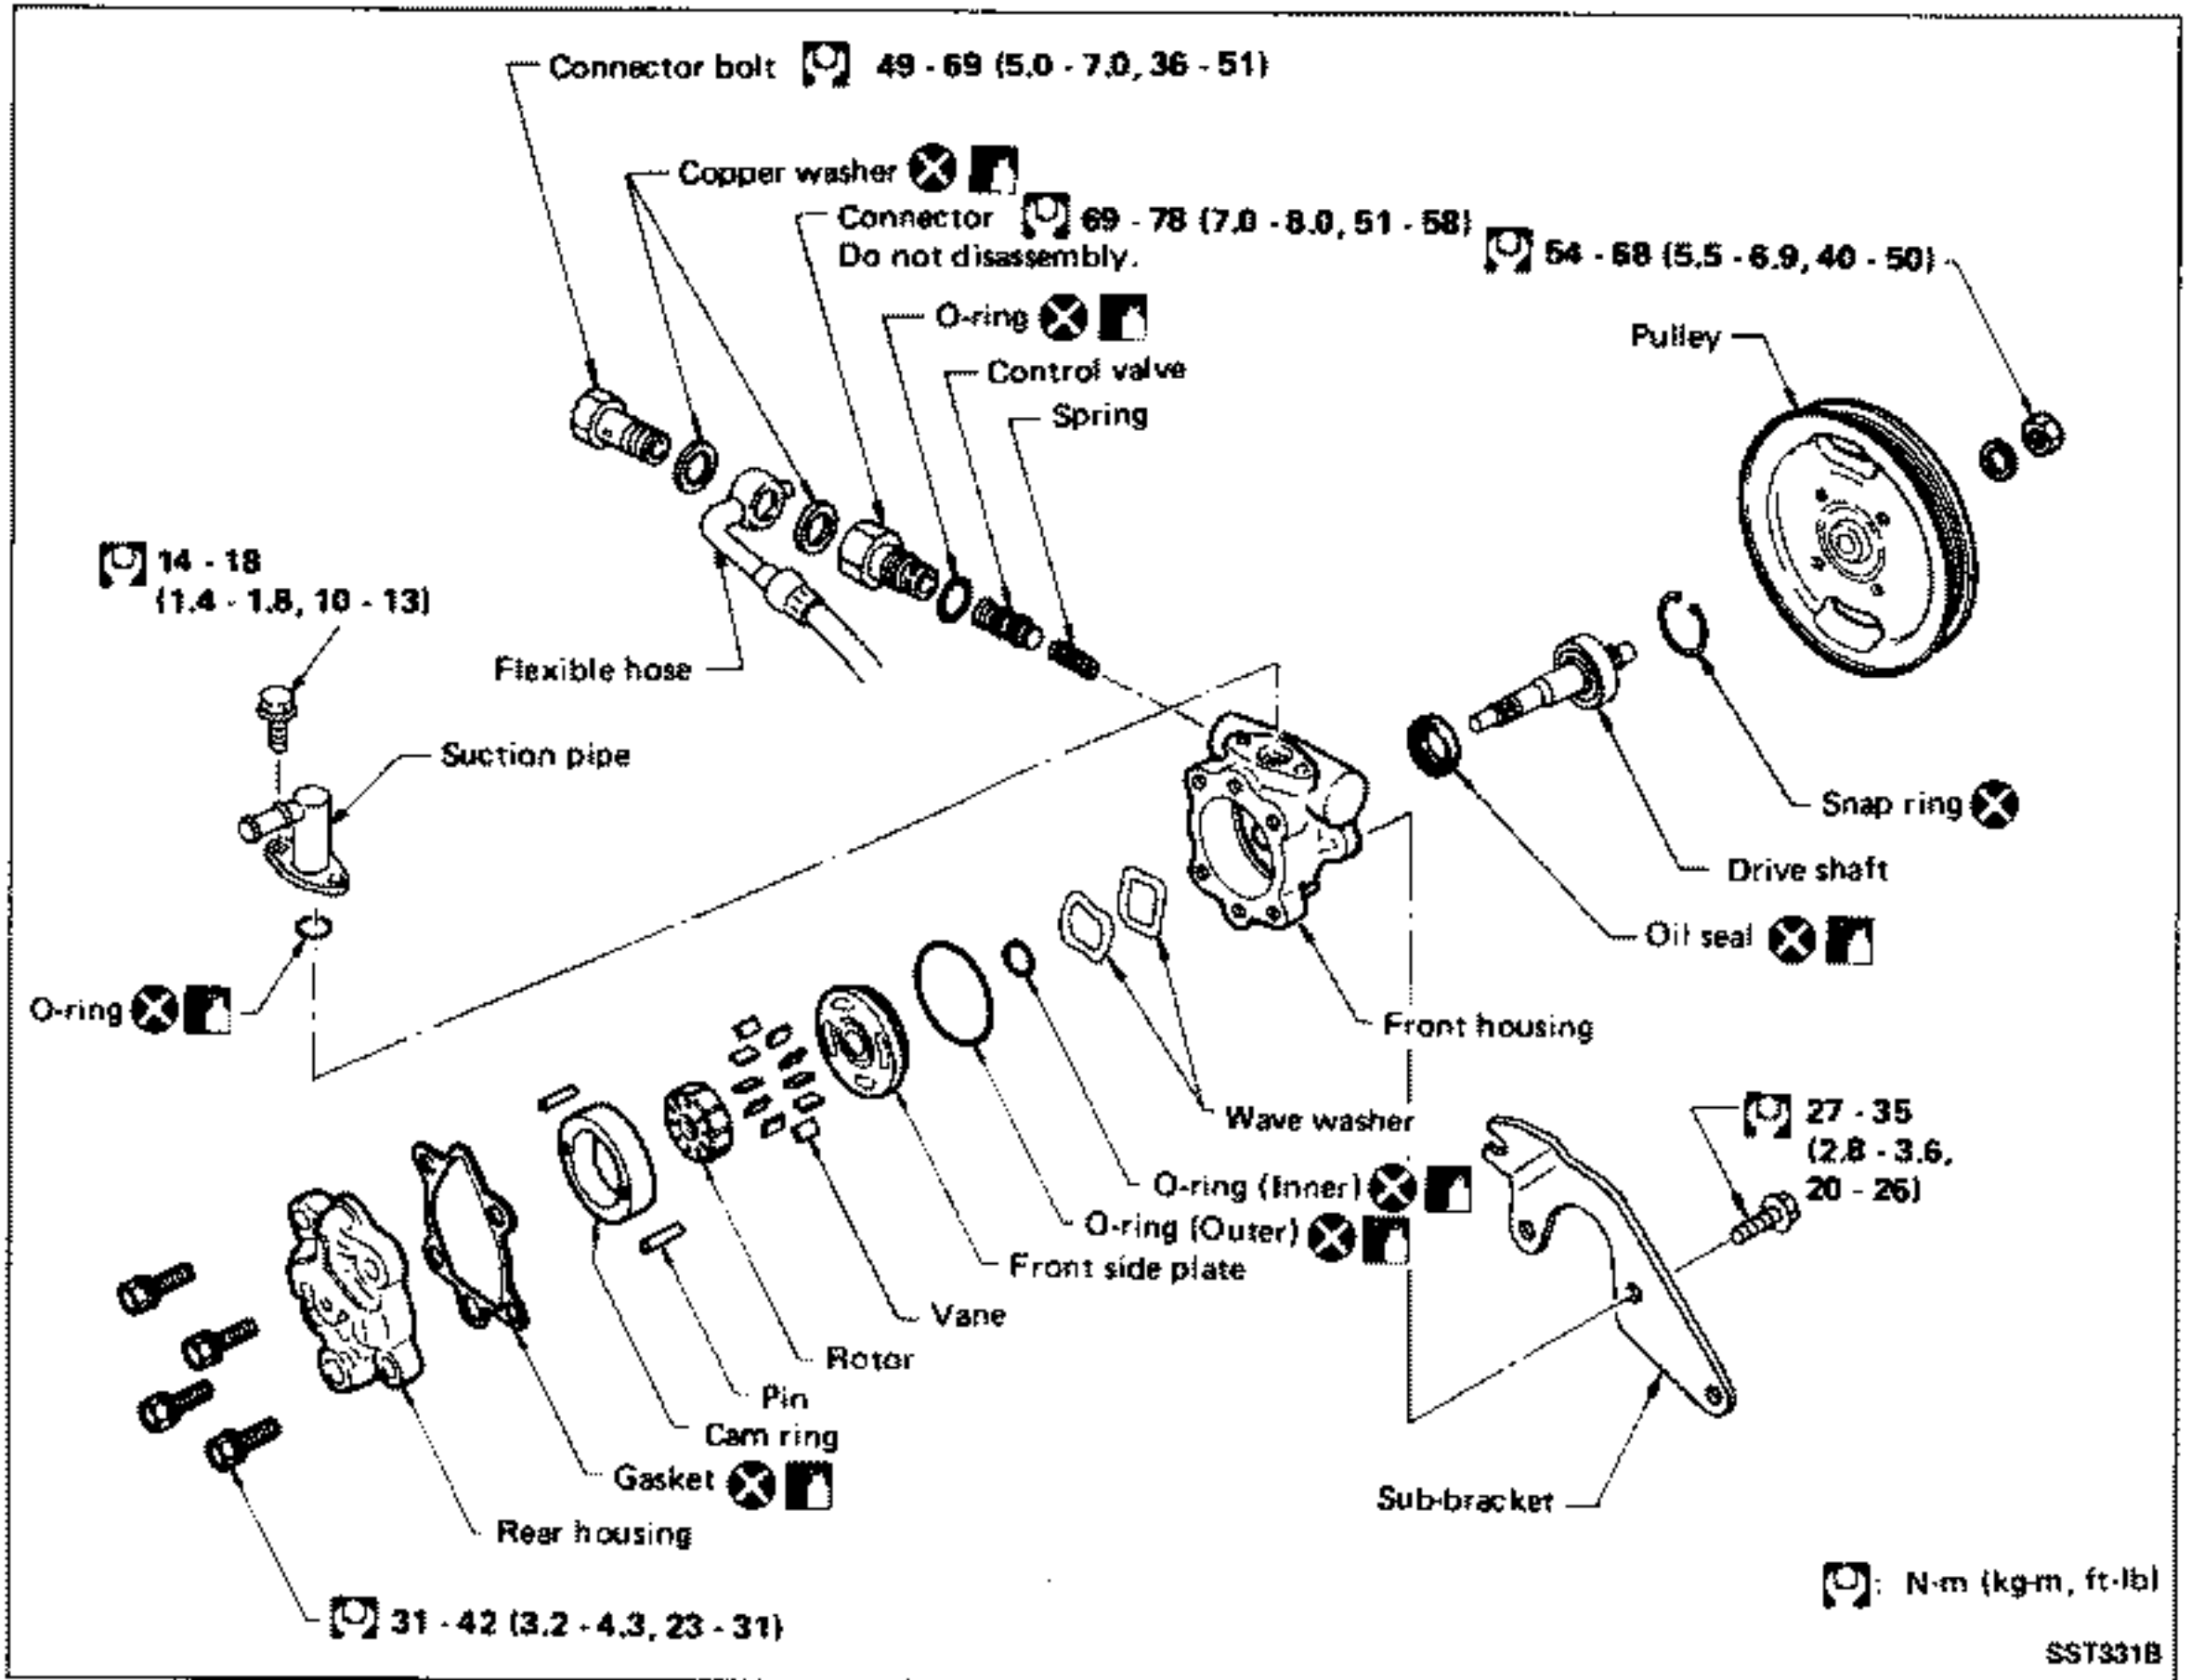 Connector bolt 49 - 69 (5.0 - 7.0, 36 - 51)
Copper washer
Connector 69 - 78 (7.0 - 8.0, 51 - 58)
Do not disassembly.
54 - 68 (5.5 - 6.9, 40 - 50)
O-ring
Pulley
Control valve
Spring
14 - 18
(1.4 - 1.8, 10 - 13)
Flexible hose
Suction pipe
Snap ring
Drive shaft
Oil seal
O-ring
Front housing
Wave washer
27 - 35
(2.8 - 3.6,
20 - 26)
O-ring (Inner)
O-ring (Outer)
Front side plate
Vane
Rotor
Pin
Cam ring
Gasket
Sub-bracket
Rear housing
: N·m (kg-m, ft-lb)
31 - 42 (3.2 - 4.3, 23 - 31)
SST331B